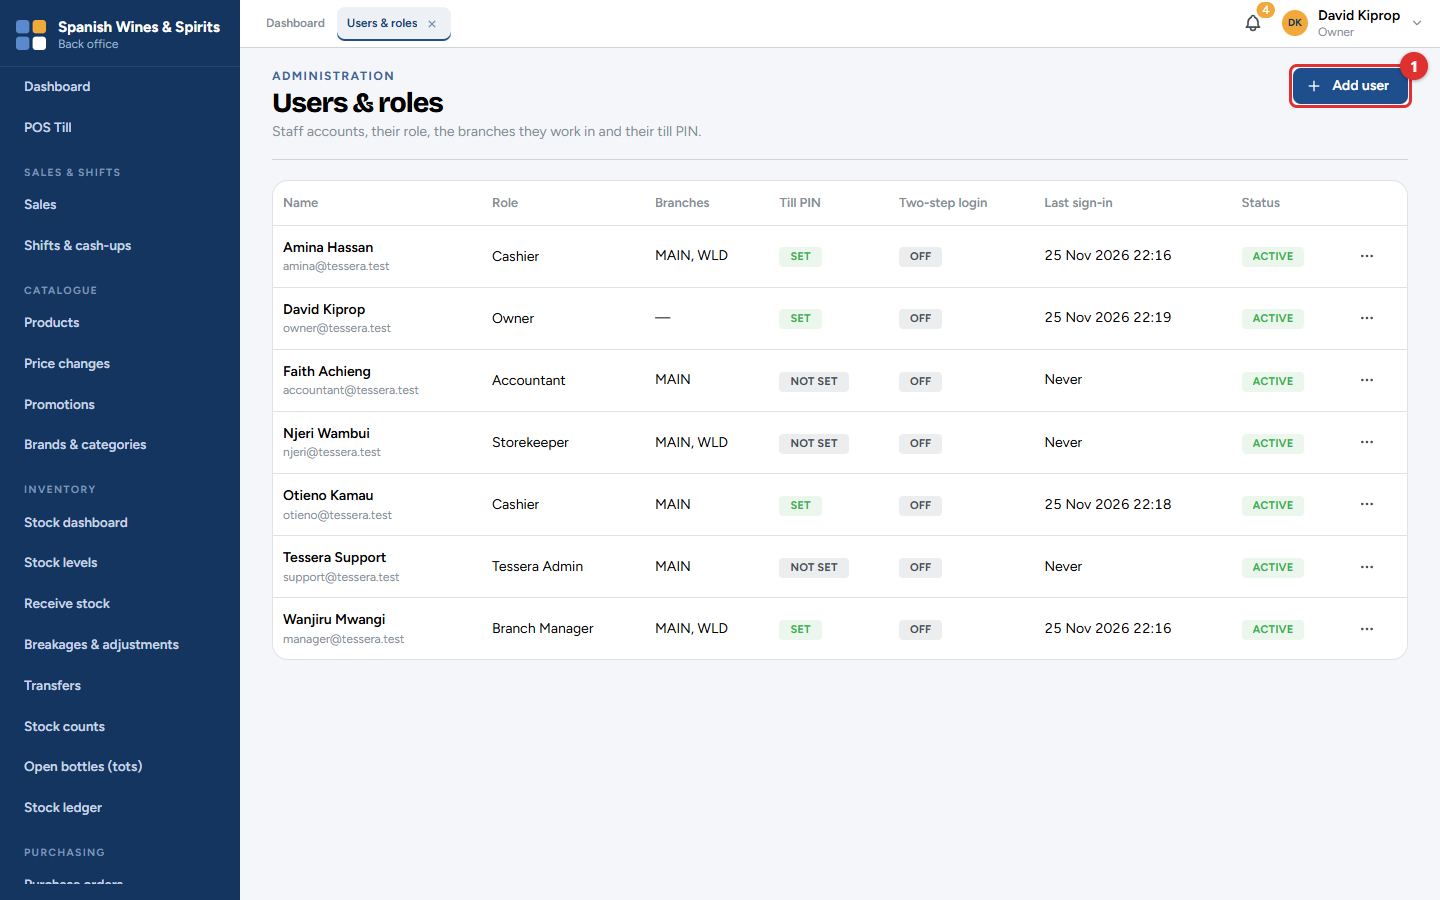 Spanish Wines & Spirits
Back office
Dashboard
POS Till
SALES & SHIFTS
Sales
Shifts & cash-ups
CATALOGUE
Products
Price changes
Promotions
Brands & categories
INVENTORY
Stock dashboard
Stock levels
Receive stock
Breakages & adjustments
Transfers
Stock counts
Open bottles (tots)
Stock ledger
PURCHASING
Purchase orders
Dashboard
Users & roles
4
DK
David Kiprop
Owner
ADMINISTRATION
Users & roles
Staff accounts, their role, the branches they work in and their till PIN.
1
+ Add user
Name Role Branches Till PIN Two-step login Last sign-in Status
Amina Hassan
amina@tessera.test
Cashier MAIN, WLD SET OFF 25 Nov 2026 22:16 ACTIVE
David Kiprop
owner@tessera.test
Owner — SET OFF 25 Nov 2026 22:19 ACTIVE
Faith Achieng
accountant@tessera.test
Accountant MAIN NOT SET OFF Never ACTIVE
Njeri Wambui
njeri@tessera.test
Storekeeper MAIN, WLD NOT SET OFF Never ACTIVE
Otieno Kamau
otieno@tessera.test
Cashier MAIN SET OFF 25 Nov 2026 22:18 ACTIVE
Tessera Support
support@tessera.test
Tessera Admin MAIN NOT SET OFF Never ACTIVE
Wanjiru Mwangi
manager@tessera.test
Branch Manager MAIN, WLD SET OFF 25 Nov 2026 22:16 ACTIVE